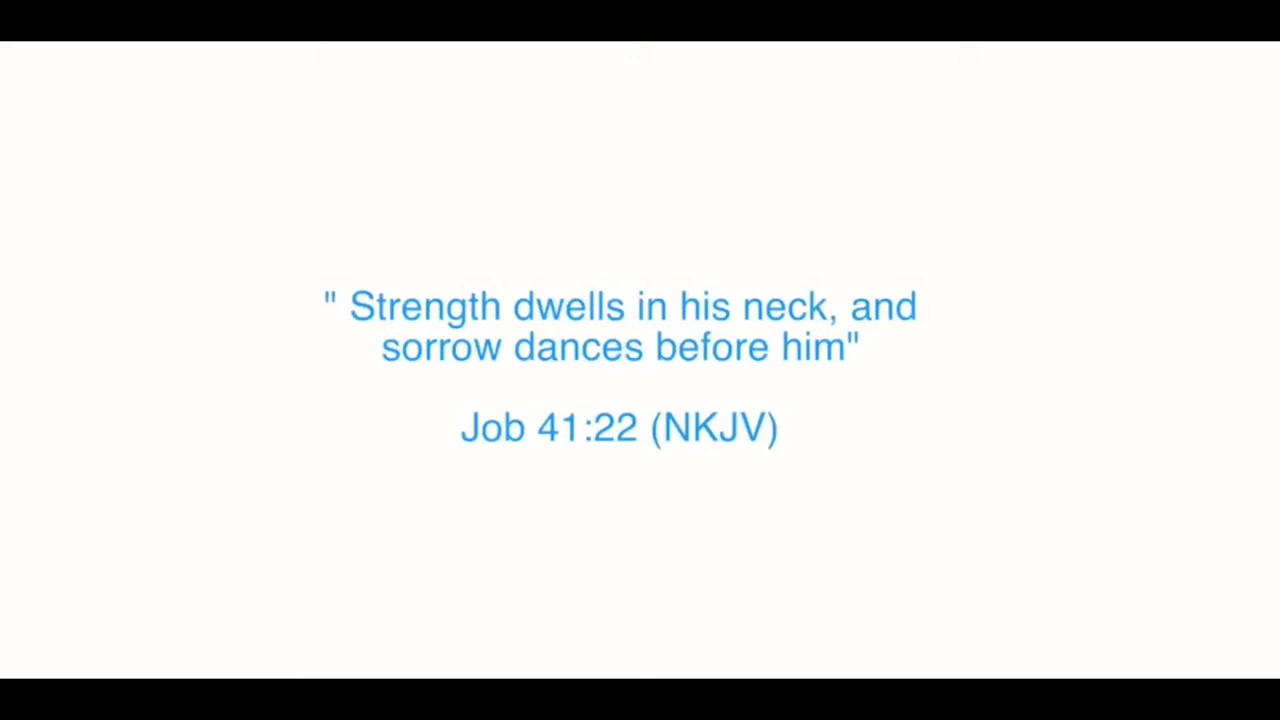 " Strength dwells in his neck, and
sorrow dances before him"
Job 41:22 (NKJV)